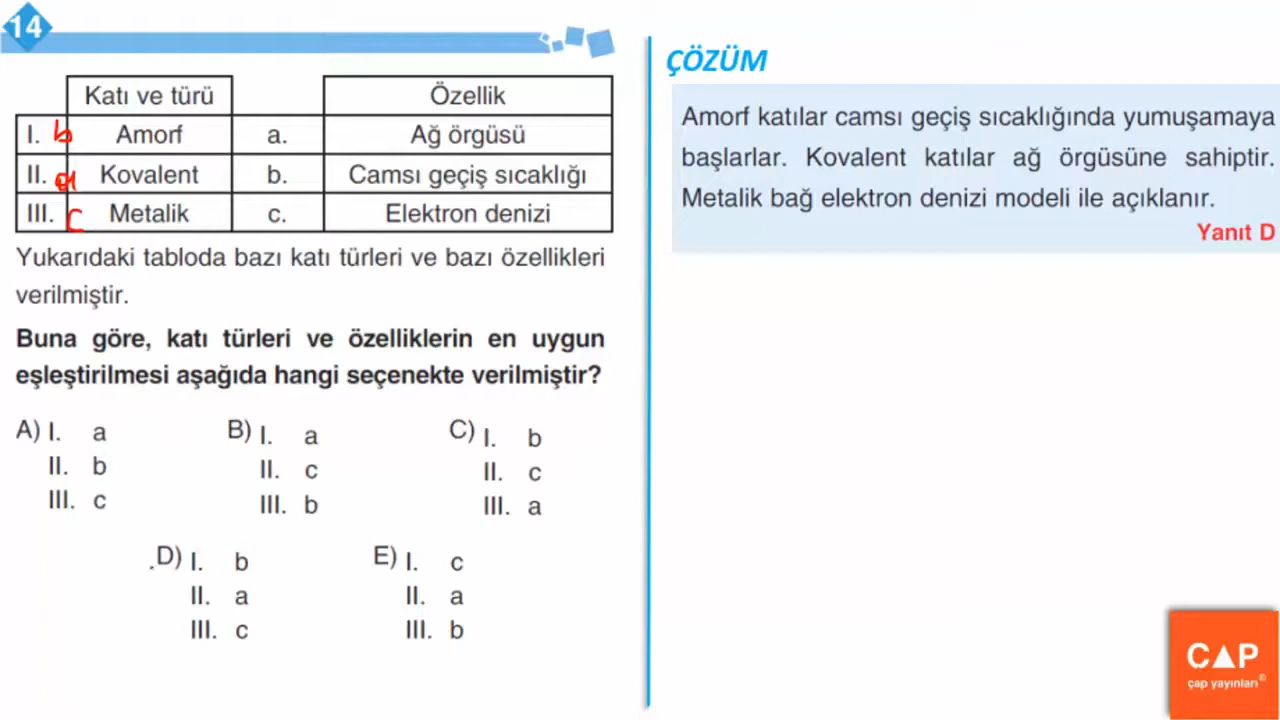 14
Katı ve türü Özellik
I. b Amorf a. Ağ örgüsü
II. a Kovalent b. Camsı geçiş sıcaklığı
III. c Metalik c. Elektron denizi
Yukarıdaki tabloda bazı katı türleri ve bazı özellikleri
verilmiştir.
Buna göre, katı türleri ve özelliklerin en uygun
eşleştirilmesi aşağıda hangi seçenekte verilmiştir?
A) I. a B) I. a C) I. b
II. b II. c II. c
III. c III. b III. a
D) I. b E) I. c
II. a II. a
III. c III. b
ÇÖZÜM
Amorf katılar camsı geçiş sıcaklığında yumuşamaya
başlarlar. Kovalent katılar ağ örgüsüne sahiptir.
Metalik bağ elektron denizi modeli ile açıklanır.
Yanıt D
ÇAP
çap yayınları®